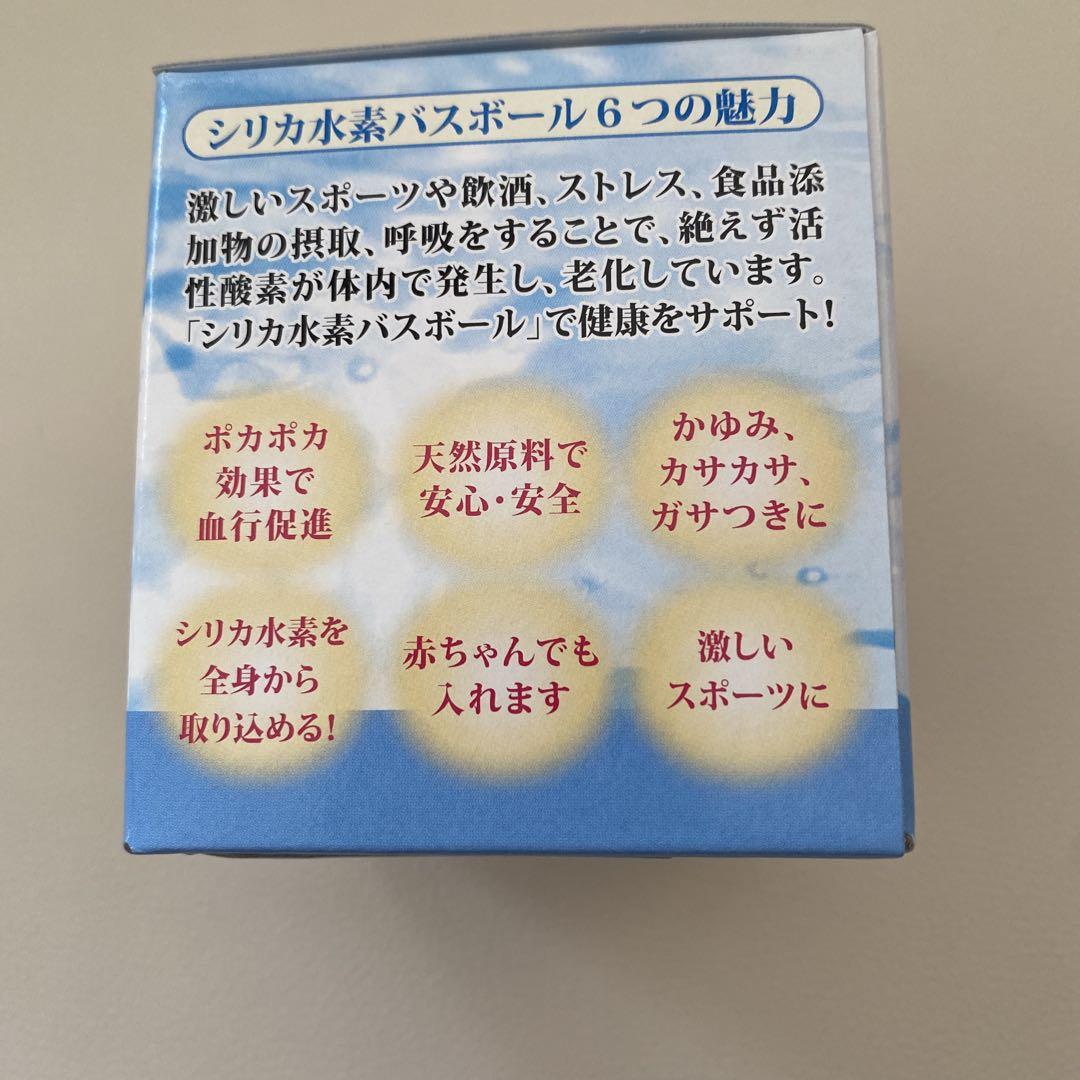 シリカ水素バスボール6つの魅力
激しいスポーツや飲酒、ストレス、食品添
加物の摂取、呼吸をすることで、絶えず活
性酸素が体内で発生し、老化しています。
「シリカ水素バスボール」で健康をサポート!
ポカポカ
効果で
血行促進
天然原料で
安心・安全
かゆみ、
カサカサ、
ガサつきに
シリカ水素を
全身から
取り込める!
赤ちゃんでも
入れます
激しい
スポーツに